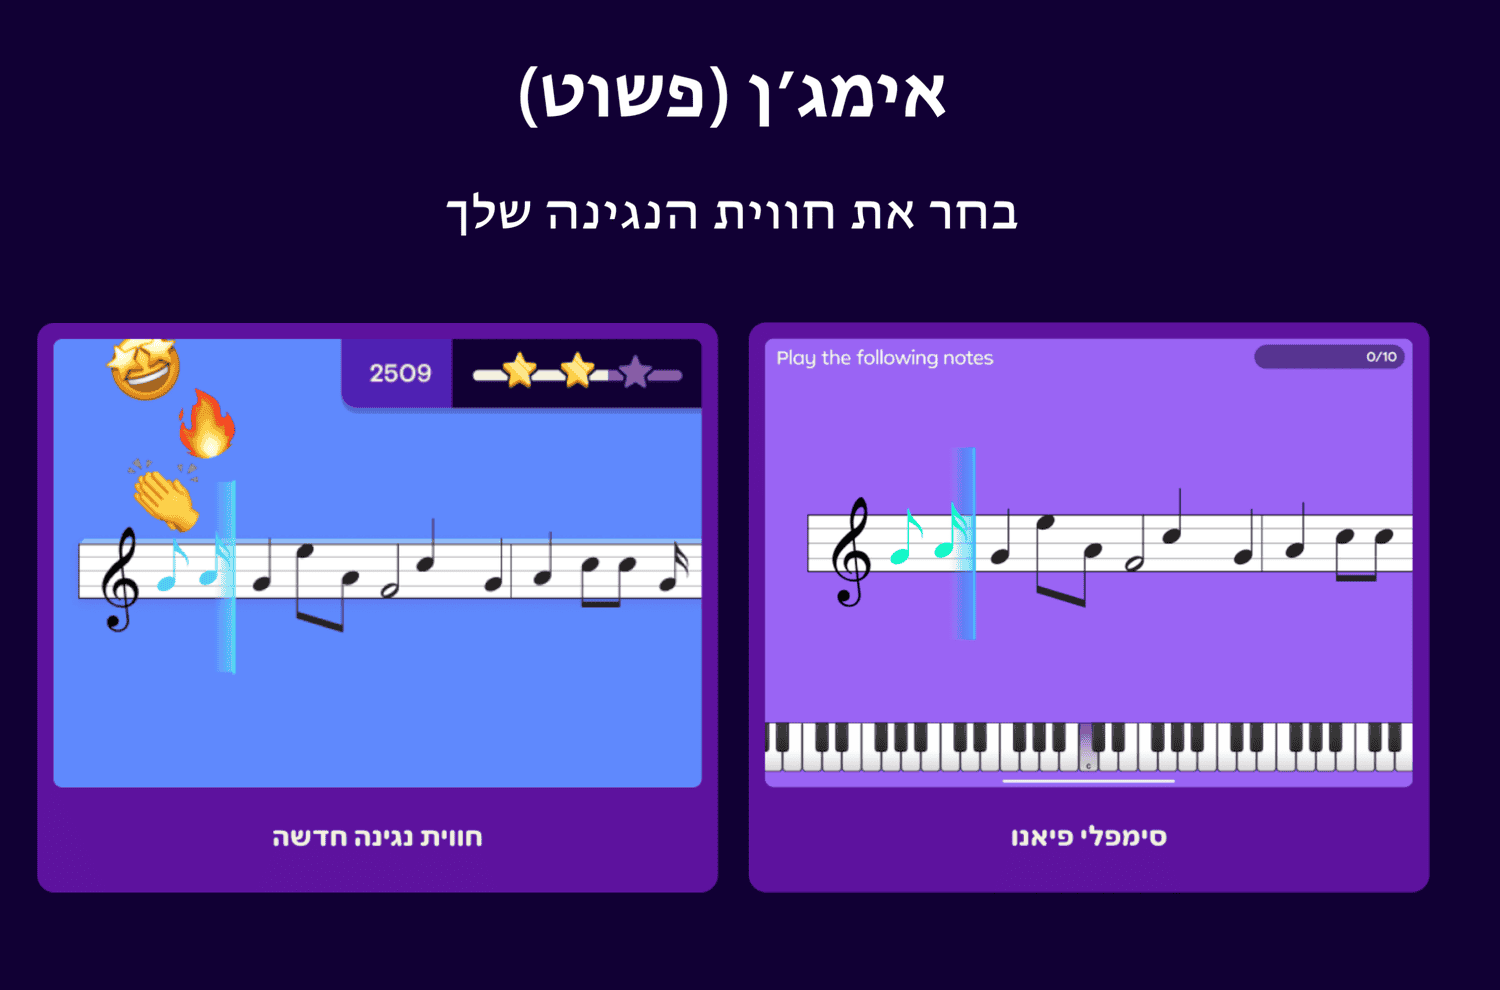 אימג'ן (פשוט)
בחר את חווית הנגינה שלך
Play the following notes
0/10
c
סימפלי פיאנו
2509
חווית נגינה חדשה